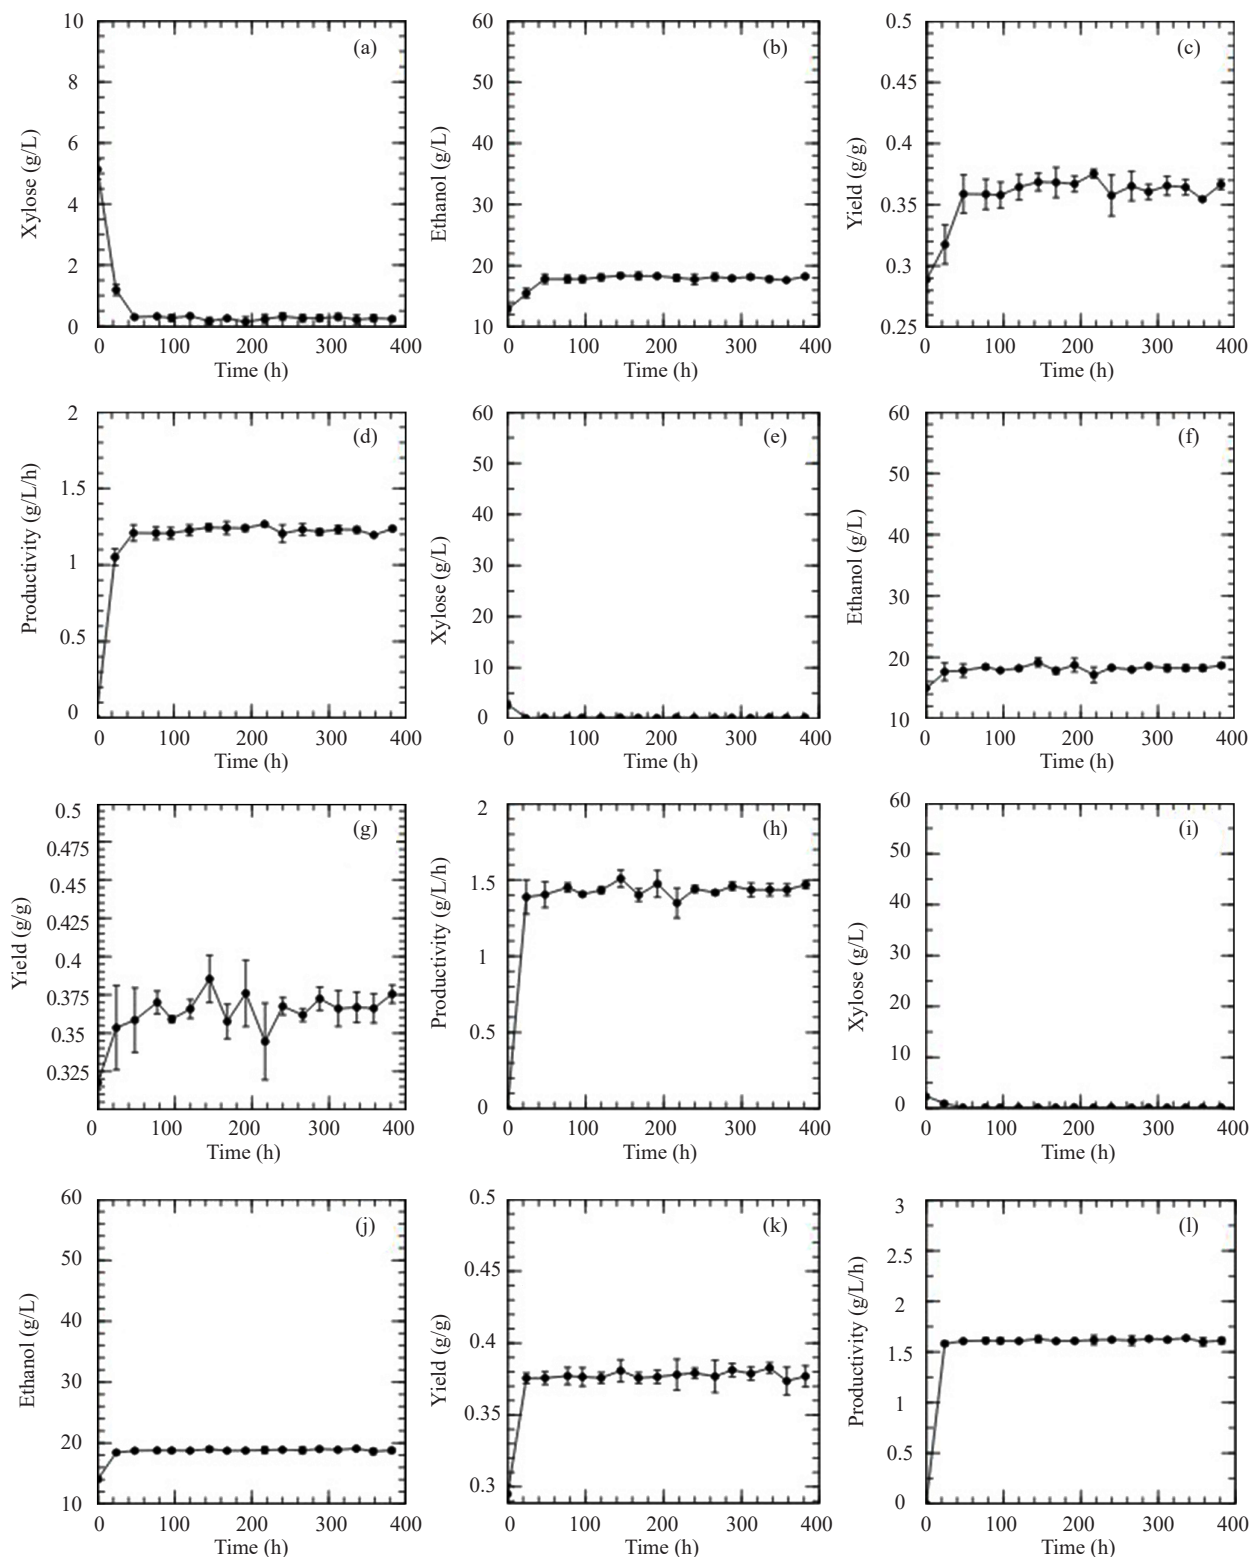 10
8
6
4
2
0
Xylose (g/L)
(a)
0 100 200 300 400
Time (h)
60
50
40
30
20
10
Ethanol (g/L)
(b)
0 100 200 300 400
Time (h)
0.5
0.45
0.4
0.35
0.3
0.25
Yield (g/g)
(c)
0 100 200 300 400
Time (h)
2
1.5
1
0.5
0
Productivity (g/L/h)
(d)
0 100 200 300 400
Time (h)
60
50
40
30
20
10
0
Xylose (g/L)
(e)
0 100 200 300 400
Time (h)
60
50
40
30
20
10
Ethanol (g/L)
(f)
0 100 200 300 400
Time (h)
0.5
0.475
0.45
0.425
0.4
0.375
0.35
0.325
Yield (g/g)
(g)
0 100 200 300 400
Time (h)
2
1.5
1
0.5
0
Productivity (g/L/h)
(h)
0 100 200 300 400
Time (h)
60
50
40
30
20
10
0
Xylose (g/L)
(i)
0 100 200 300 400
Time (h)
60
50
40
30
20
10
Ethanol (g/L)
(j)
0 100 200 300 400
Time (h)
0.5
0.45
0.4
0.35
0.3
Yield (g/g)
(k)
0 100 200 300 400
Time (h)
3
2.5
2
1.5
1
0.5
0
Productivity (g/L/h)
(l)
0 100 200 300 400
Time (h)